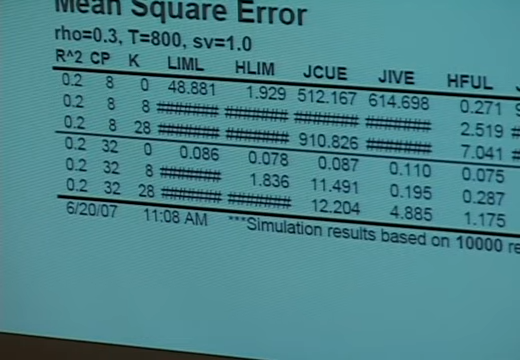 Mean Square Error
rho=0.3, T=800, sv=1.0
R^2 CP K LIML HLIM JCUE JIVE HFUL
0.2 8 0 48.881 1.929 512.167 614.698 0.271
0.2 8 8 ####### ####### ####### ####### 2.519
0.2 8 28 ####### ####### 910.826 ####### 7.041
0.2 32 0 0.086 0.078 0.087 0.110 0.075
0.2 32 8 ####### 1.836 11.491 0.195 0.287
0.2 32 28 ####### ####### 12.204 4.885 1.175
6/20/07 11:08 AM ***Simulation results based on 10000